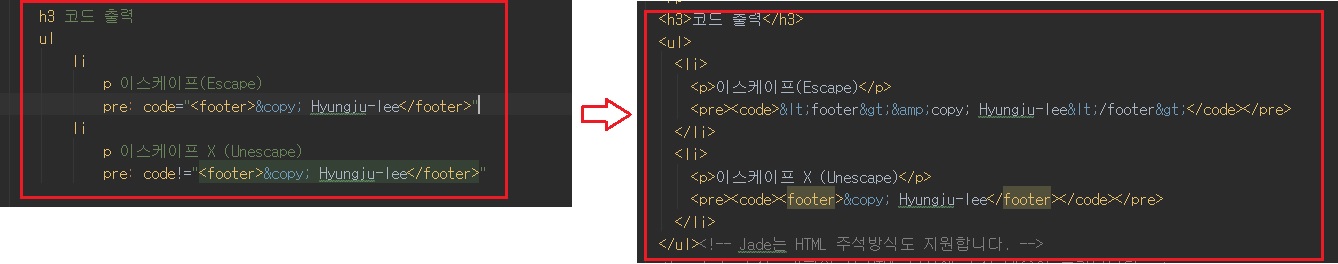 h3 코드 출력
ul
li
p 이스케이프(Escape)
pre: code="<footer>&copy; Hyungju-lee</footer>"
li
p 이스케이프 X (Unescape)
pre: code!="<footer>&copy; Hyungju-lee</footer>"
<h3>코드 출력</h3>
<ul>
<li>
<p>이스케이프(Escape)</p>
<pre><code>&lt;footer&gt;&amp;copy; Hyungju-lee&lt;/footer&gt;</code></pre>
</li>
<li>
<p>이스케이프 X (Unescape)</p>
<pre><code><footer>&copy; Hyungju-lee</footer></code></pre>
</li>
</ul><!-- Jade는 HTML 주석방식도 지원합니다. -->